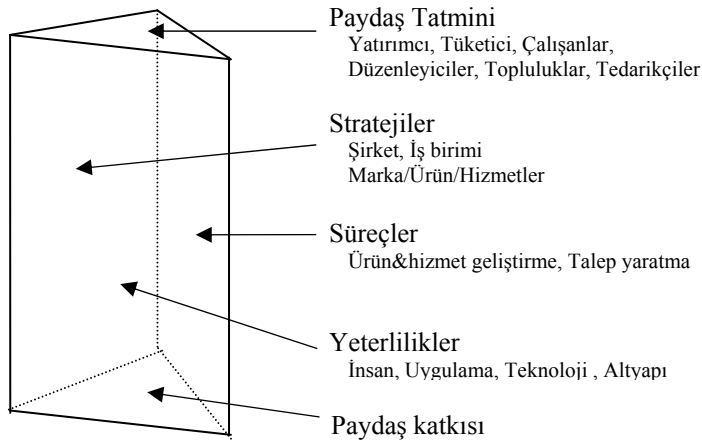 Paydaş Tatmini
Yatırımcı, Tüketici, Çalışanlar,
Düzenleyiciler, Topluluklar, Tedarikçiler
Stratejiler
Şirket, İş birimi
Marka/Ürün/Hizmetler
Süreçler
Ürün&hizmet geliştirme, Talep yaratma
Yeterlilikler
İnsan, Uygulama, Teknoloji , Altyapı
Paydaş katkısı